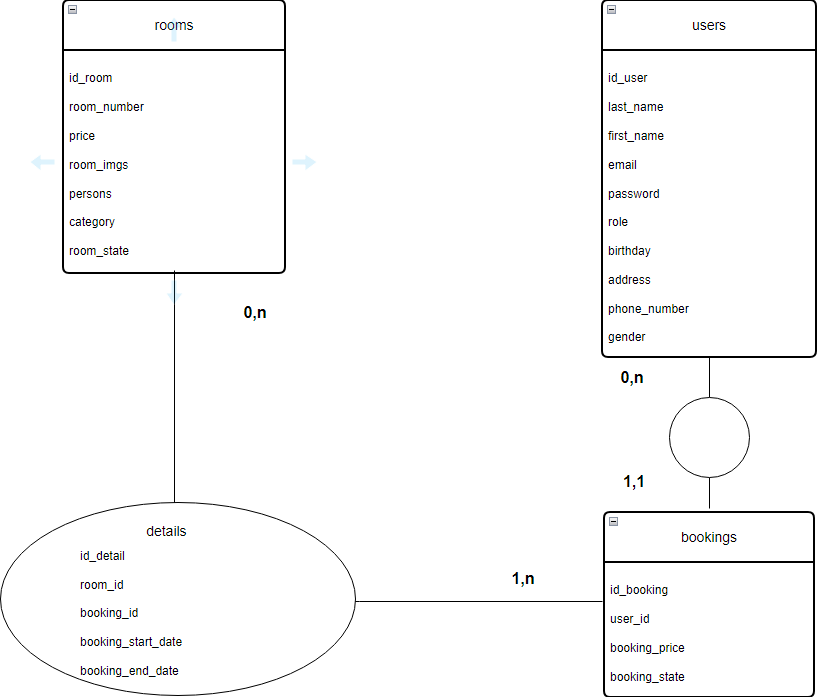 rooms
id_room
room_number
price
room_imgs
persons
category
room_state
0,n
users
id_user
last_name
first_name
email
password
role
birthday
address
phone_number
gender
0,n
1,1
details
id_detail
room_id
booking_id
booking_start_date
booking_end_date
1,n
bookings
id_booking
user_id
booking_price
booking_state